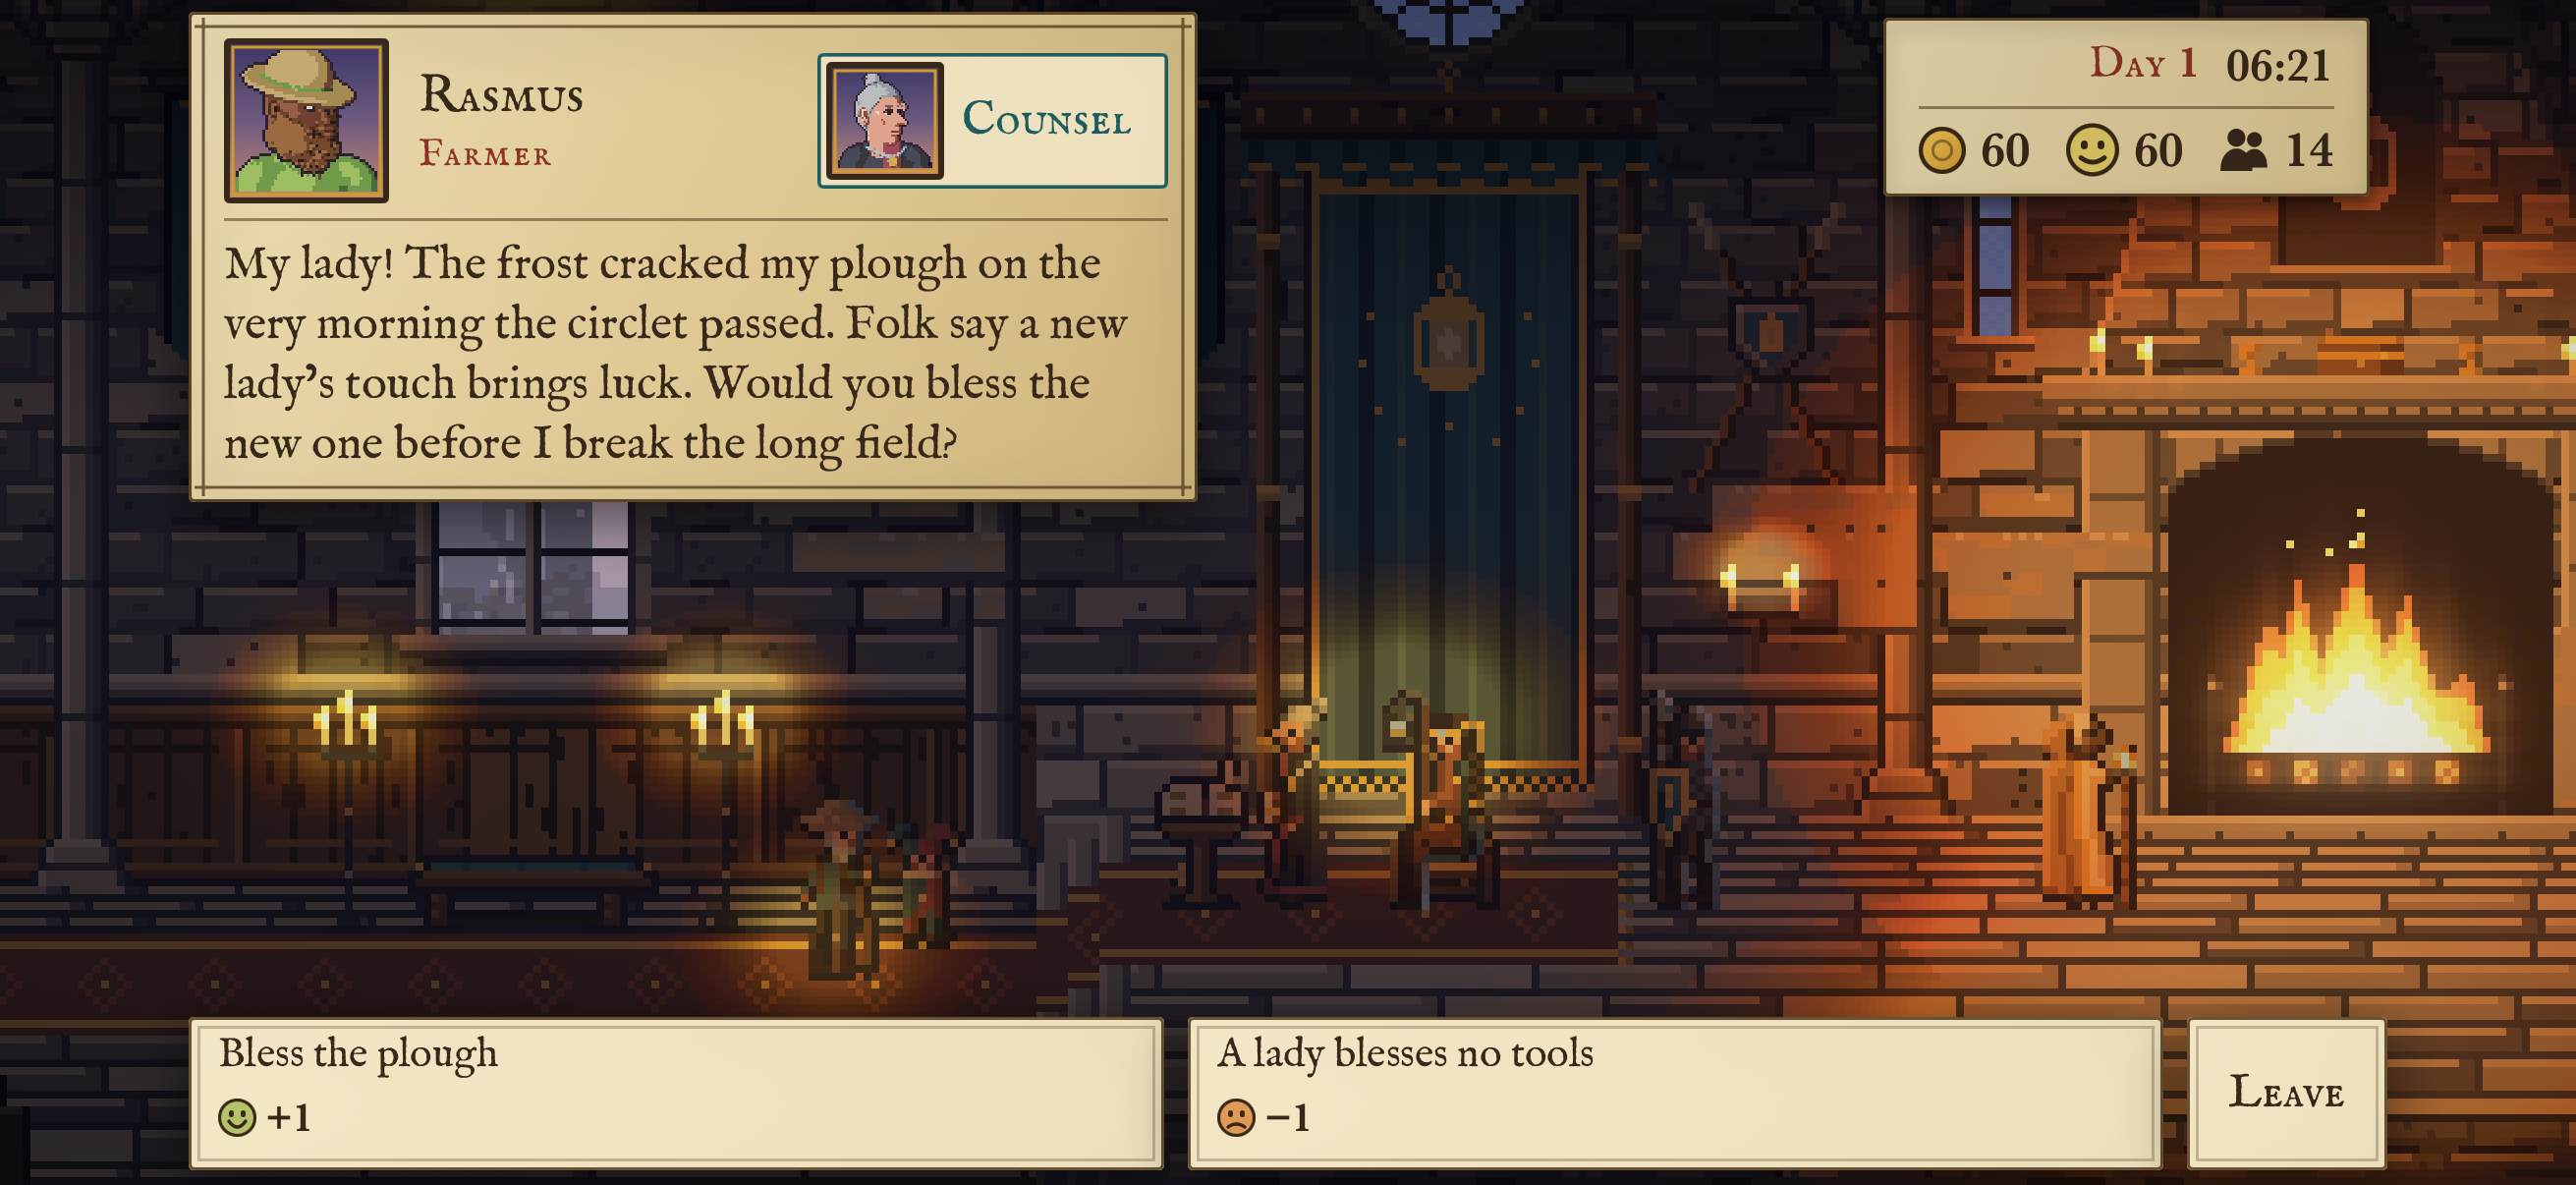 Rasmus
Farmer
Counsel
My lady! The frost cracked my plough on the
very morning the circlet passed. Folk say a new
lady's touch brings luck. Would you bless the
new one before I break the long field?
Day 1 06:21
60 60 14
Bless the plough
+1
A lady blesses no tools
−1
Leave